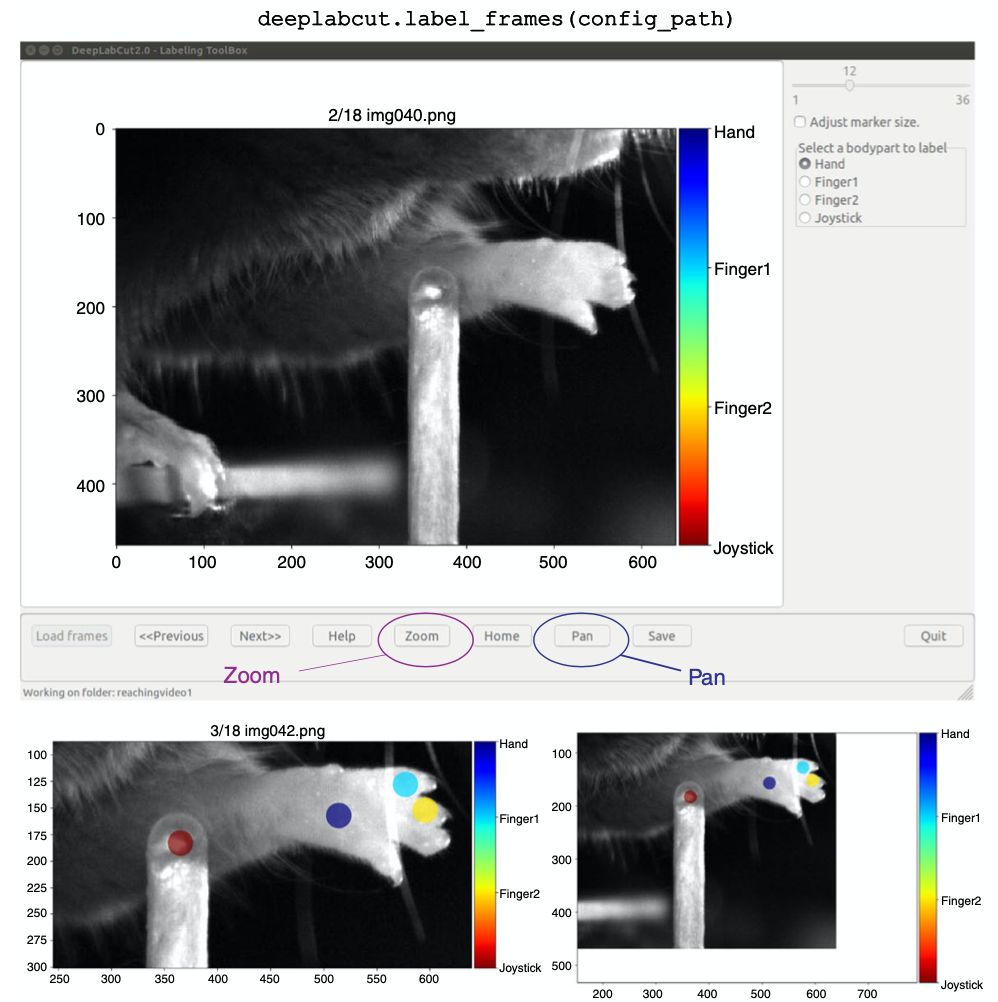 deeplabcut.label_frames(config_path)
DeepLabCut2.0 - Labeling ToolBox
12
1 36
Adjust marker size.
Select a bodypart to label
Hand
Finger1
Finger2
Joystick
2/18 img040.png
0
100
200
300
400
0 100 200 300 400 500 600
Hand
Finger1
Finger2
Joystick
Load frames <<Previous Next>> Help Zoom Home Pan Save Quit
Zoom
Pan
Working on folder: reachingvideo1
3/18 img042.png
100
125
150
175
200
225
250
275
300
250 300 350 400 450 500 550 600
Hand
Finger1
Finger2
Joystick
100
200
300
400
500
200 300 400 500 600 700
Hand
Finger1
Finger2
Joystick